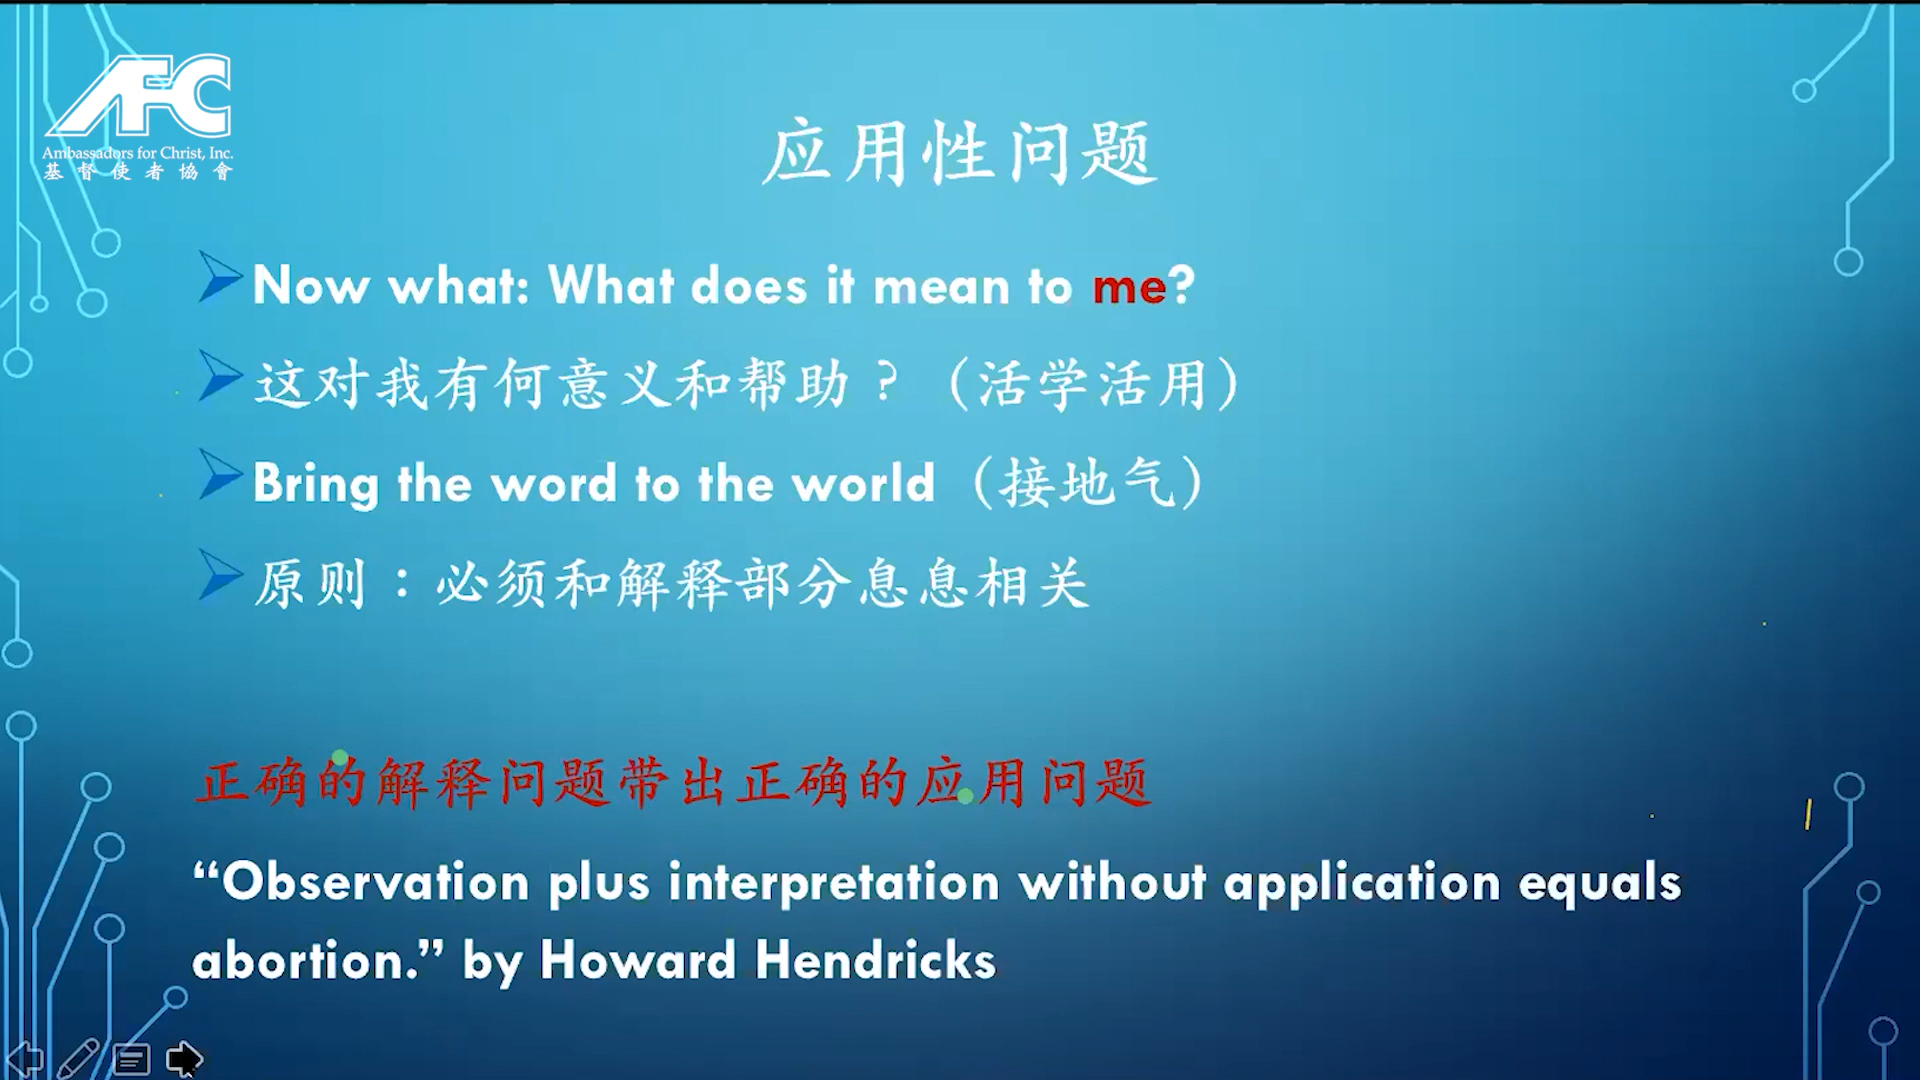 AFC
Ambassadors for Christ, Inc.
基督使者協會
应用性问题
Now what: What does it mean to me?
这对我有何意义和帮助？（活学活用）
Bring the word to the world（接地气）
原则：必须和解释部分息息相关
正确的解释问题带出正确的应用问题
“Observation plus interpretation without application equals
abortion.” by Howard Hendricks